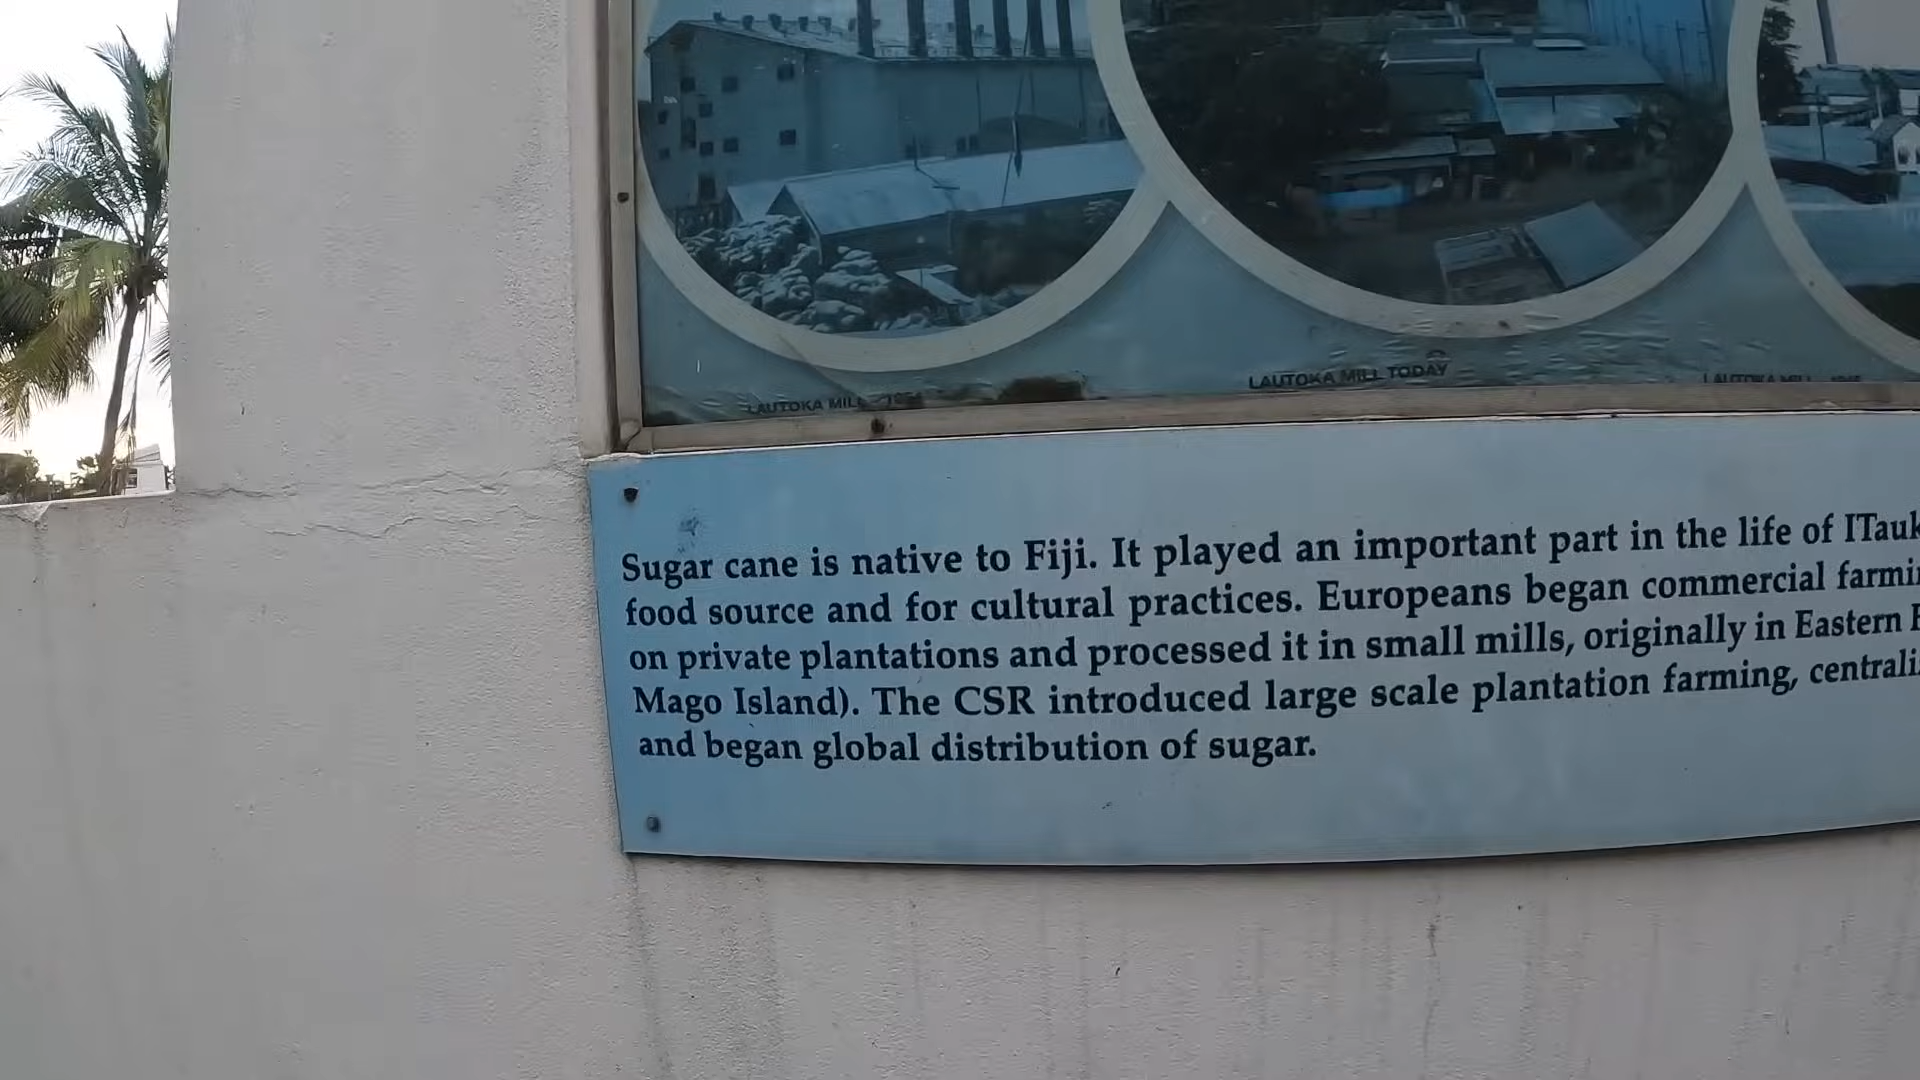 LAUTOKA MILL
LAUTOKA MILL TODAY
LAUTOKA MILL
Sugar cane is native to Fiji. It played an important part in the life of ITauk
food source and for cultural practices. Europeans began commercial farmi
on private plantations and processed it in small mills, originally in Eastern
Mago Island). The CSR introduced large scale plantation farming, centrali
and began global distribution of sugar.